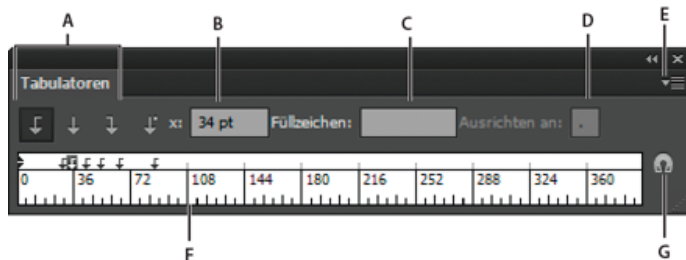 A B C D E
Tabulatoren
x: 34 pt Füllzeichen: Ausrichten an: .
0 36 72 108 144 180 216 252 288 324 360
F G